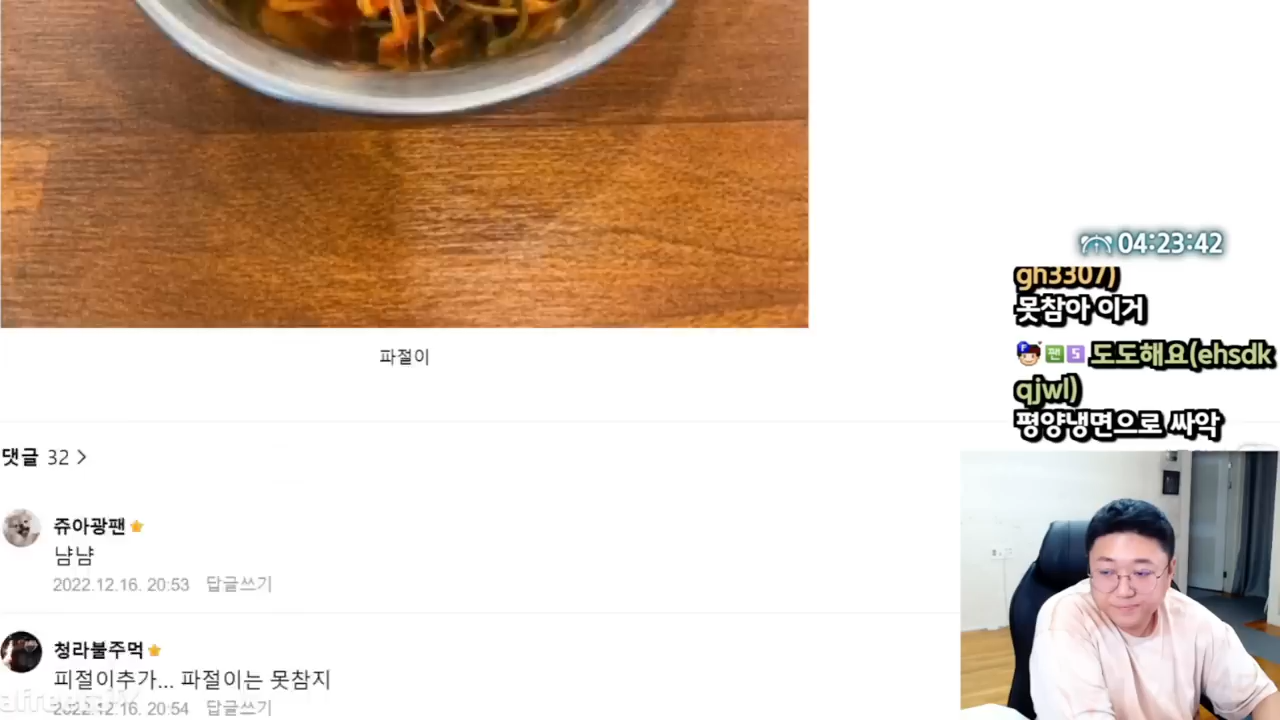 04:23:42
gh3307)
못참아 이거
팬 5 도도해요(ehsdk
qjwl)
평양냉면으로 싸악
파절이
댓글 32 >
쥬아광팬
냠냠
2022.12.16. 20:53 답글쓰기
청라불주먹
피절이추가... 파절이는 못참지
2022.12.16. 20:54 답글쓰기
afreecaTV